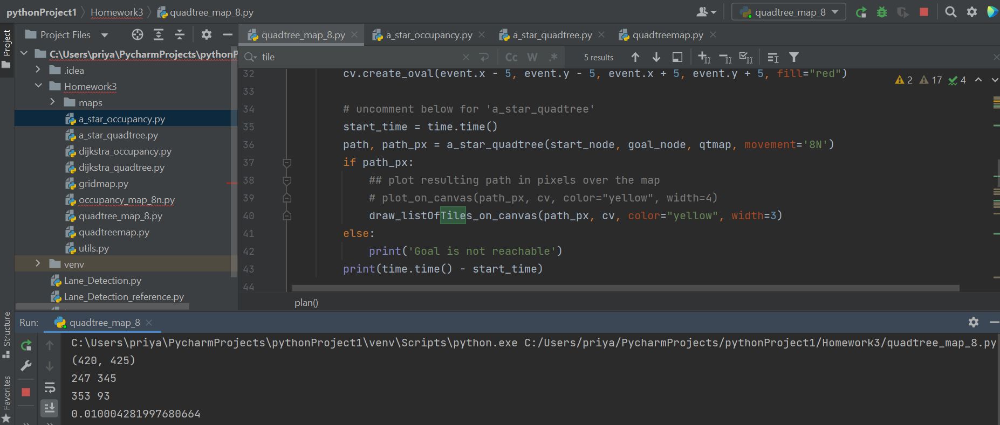 pythonProject1 Homework3 quadtree_map_8.py quadtree_map_8
Project
Project Files
C:\Users\priya\PycharmProjects\pythonP
.idea
Homework3
maps
a_star_occupancy.py
a_star_quadtree.py
dijkstra_occupancy.py
dijkstra_quadtree.py
gridmap.py
occupancy_map_8n.py
quadtree_map_8.py
quadtreemap.py
utils.py
venv
Lane_Detection.py
Lane_Detection_reference.py
quadtree_map_8.py a_star_occupancy.py a_star_quadtree.py quadtreemap.py
tile Cc W .* 5 results
2 17 4
32 cv.create_oval(event.x - 5, event.y - 5, event.x + 5, event.y + 5, fill="red")
33
34 # uncomment below for 'a_star_quadtree'
35 start_time = time.time()
36 path, path_px = a_star_quadtree(start_node, goal_node, qtmap, movement='8N')
37 if path_px:
38 ## plot resulting path in pixels over the map
39 # plot_on_canvas(path_px, cv, color="yellow", width=4)
40 draw_listOfTiles_on_canvas(path_px, cv, color="yellow", width=3)
41 else:
42 print('Goal is not reachable')
43 print(time.time() - start_time)
44
plan()
Structure
Favorites
Run: quadtree_map_8
C:\Users\priya\PycharmProjects\pythonProject1\venv\Scripts\python.exe C:/Users/priya/PycharmProjects/pythonProject1/Homework3/quadtree_map_8.py
(420, 425)
247 345
353 93
0.010004281997680664